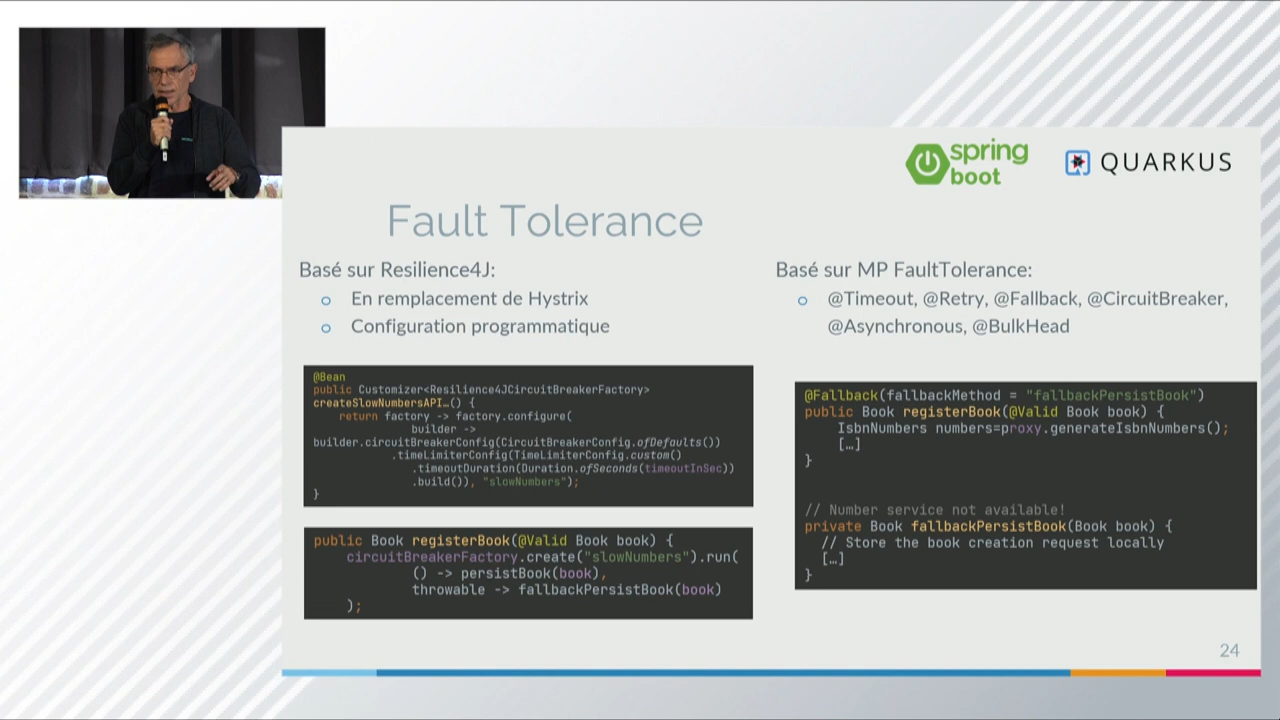 spring
boot
QUARKUS
Fault Tolerance
Basé sur Resilience4J:
En remplacement de Hystrix
Configuration programmatique
@Bean
public Customizer<Resilience4JCircuitBreakerFactory>
createSlowNumbersAPI…() {
return factory -> factory.configure(
builder ->
builder.circuitBreakerConfig(CircuitBreakerConfig.ofDefaults())
.timeLimiterConfig(TimeLimiterConfig.custom()
.timeoutDuration(Duration.ofSeconds(timeoutInSec))
.build()), "slowNumbers");
}
public Book registerBook(@Valid Book book) {
circuitBreakerFactory.create("slowNumbers").run(
() -> persistBook(book),
throwable -> fallbackPersistBook(book)
);
Basé sur MP FaultTolerance:
@Timeout, @Retry, @Fallback, @CircuitBreaker,
@Asynchronous, @BulkHead
@Fallback(fallbackMethod = "fallbackPersistBook")
public Book registerBook(@Valid Book book) {
IsbnNumbers numbers=proxy.generateIsbnNumbers();
[…]
}
// Number service not available!
private Book fallbackPersistBook(Book book) {
// Store the book creation request locally
[…]
}
24